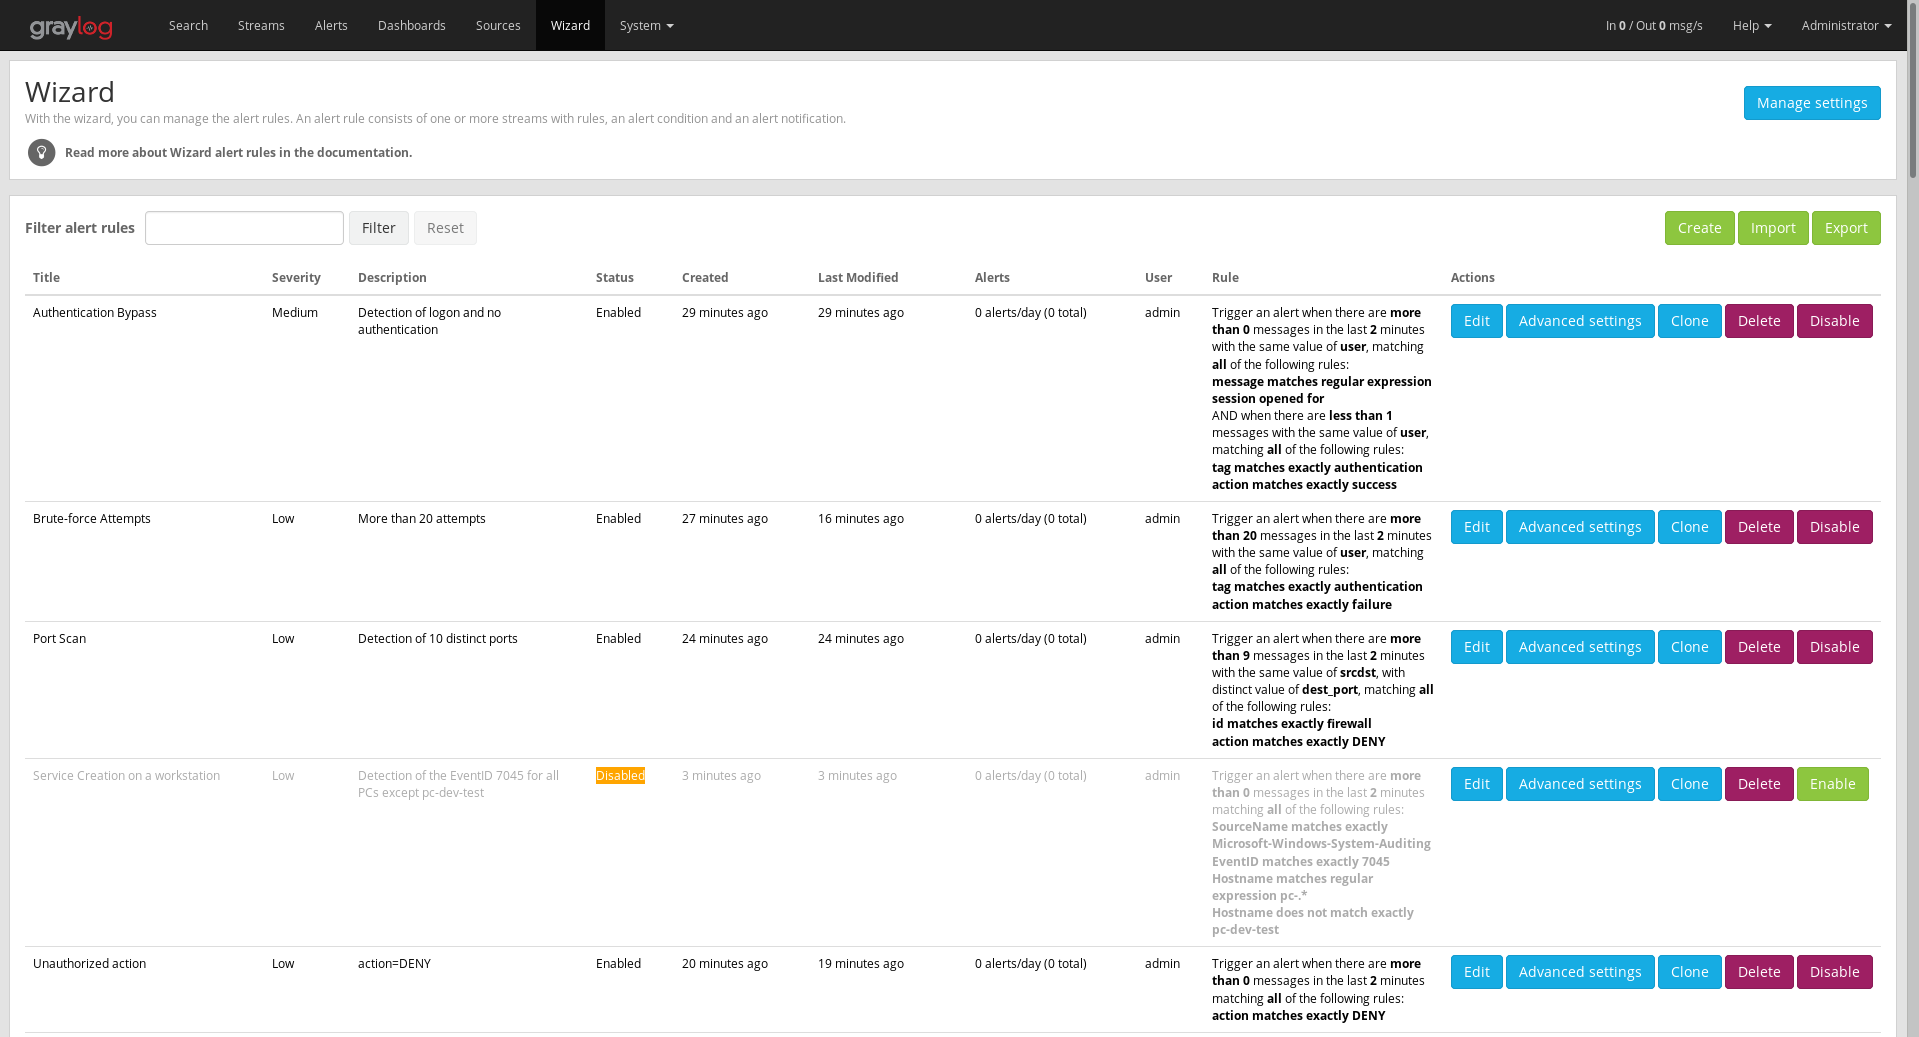 graylog Search Streams Alerts Dashboards Sources Wizard System In 0 / Out 0 msg/s Help Administrator
Wizard
Manage settings
With the wizard, you can manage the alert rules. An alert rule consists of one or more streams with rules, an alert condition and an alert notification.
Read more about Wizard alert rules in the documentation.
Filter alert rules Filter Reset Create Import Export
Title Severity Description Status Created Last Modified Alerts User Rule Actions
Authentication Bypass Medium Detection of logon and no
authentication
Enabled 29 minutes ago 29 minutes ago 0 alerts/day (0 total) admin
Trigger an alert when there are more
than 0 messages in the last 2 minutes
with the same value of user, matching
all of the following rules:
message matches regular expression
session opened for
AND when there are less than 1
messages with the same value of user,
matching all of the following rules:
tag matches exactly authentication
action matches exactly success
Edit Advanced settings Clone Delete Disable
Brute-force Attempts Low More than 20 attempts Enabled 27 minutes ago 16 minutes ago 0 alerts/day (0 total) admin
Trigger an alert when there are more
than 20 messages in the last 2 minutes
with the same value of user, matching
all of the following rules:
tag matches exactly authentication
action matches exactly failure
Edit Advanced settings Clone Delete Disable
Port Scan Low Detection of 10 distinct ports Enabled 24 minutes ago 24 minutes ago 0 alerts/day (0 total) admin
Trigger an alert when there are more
than 9 messages in the last 2 minutes
with the same value of srcdst, with
distinct value of dest_port, matching all
of the following rules:
id matches exactly firewall
action matches exactly DENY
Edit Advanced settings Clone Delete Disable
Service Creation on a workstation Low Detection of the EventID 7045 for all
PCs except pc-dev-test
Disabled 3 minutes ago 3 minutes ago 0 alerts/day (0 total) admin
Trigger an alert when there are more
than 0 messages in the last 2 minutes
matching all of the following rules:
SourceName matches exactly
Microsoft-Windows-System-Auditing
EventID matches exactly 7045
Hostname matches regular
expression pc-.*
Hostname does not match exactly
pc-dev-test
Edit Advanced settings Clone Delete Enable
Unauthorized action Low action=DENY Enabled 20 minutes ago 19 minutes ago 0 alerts/day (0 total) admin
Trigger an alert when there are more
than 0 messages in the last 2 minutes
matching all of the following rules:
action matches exactly DENY
Edit Advanced settings Clone Delete Disable